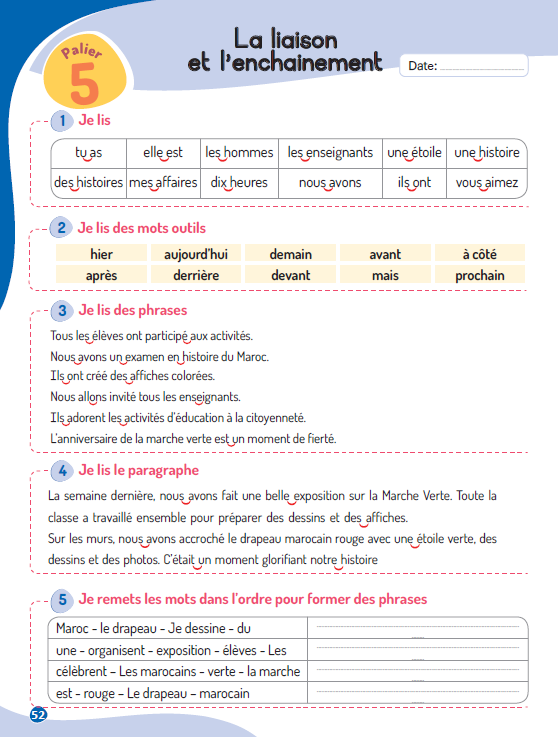 Palier
5
La liaison
et l'enchainement
Date:
1 Je lis
tu as elle est les hommes les enseignants une étoile une histoire
des histoires mes affaires dix heures nous avons ils ont vous aimez
2 Je lis des mots outils
hier aujourd'hui demain avant à côté
après derrière devant mais prochain
3 Je lis des phrases
Tous les élèves ont participé aux activités.
Nous avons un examen en histoire du Maroc.
Ils ont créé des affiches colorées.
Nous allons invité tous les enseignants.
Ils adorent les activités d'éducation à la citoyenneté.
L'anniversaire de la marche verte est un moment de fierté.
4 Je lis le paragraphe
La semaine dernière, nous avons fait une belle exposition sur la Marche Verte. Toute la
classe a travaillé ensemble pour préparer des dessins et des affiches.
Sur les murs, nous avons accroché le drapeau marocain rouge avec une étoile verte, des
dessins et des photos. C'était un moment glorifiant notre histoire
5 Je remets les mots dans l'ordre pour former des phrases
Maroc – le drapeau – Je dessine – du
une – organisent – exposition – élèves – Les
célèbrent – Les marocains – verte – la marche
est – rouge – Le drapeau – marocain
52